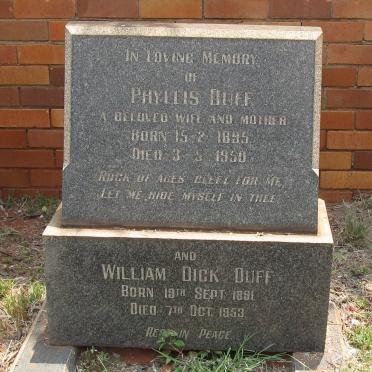 In Loving Memory
of
Phyllis Duff
a beloved wife and mother
Born 15-2-1895
Died 3-5-1950
Rock of ages cleft for me,
Let me hide myself in thee
and
William Dick Duff
Born 19th Sept. 1891
Died 7th Oct. 1953
Rest in Peace